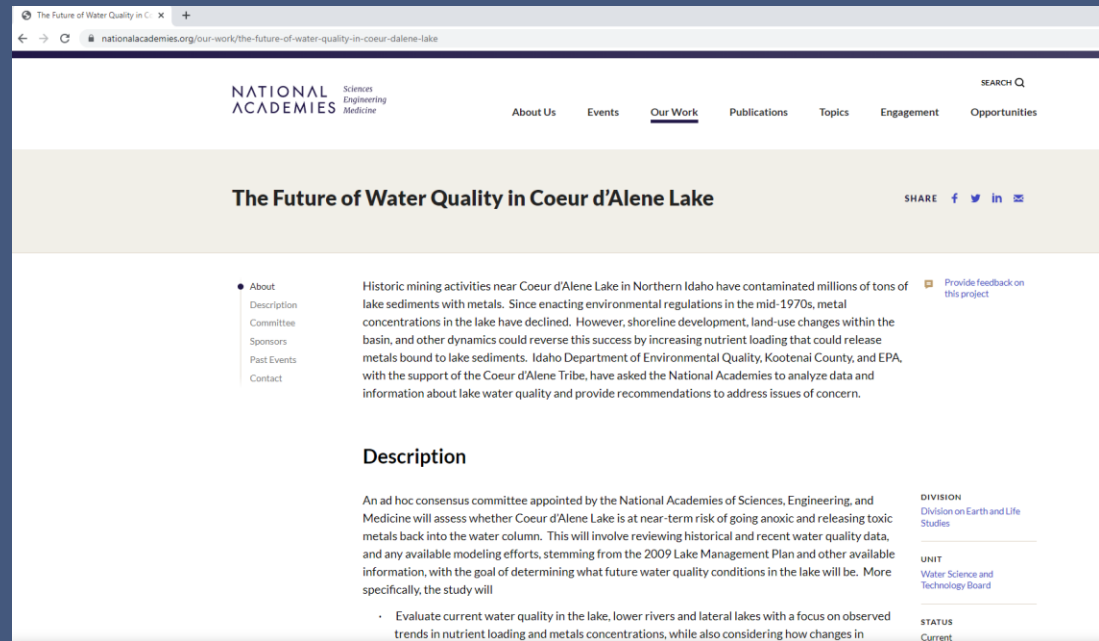 The Future of Water Quality in C
nationalacademies.org/our-work/the-future-of-water-quality-in-coeur-dalene-lake
NATIONAL ACADEMIES
Sciences
Engineering
Medicine
SEARCH
About Us Events Our Work Publications Topics Engagement Opportunities
The Future of Water Quality in Coeur d'Alene Lake
SHARE
About
Description
Committee
Sponsors
Past Events
Contact
Historic mining activities near Coeur d'Alene Lake in Northern Idaho have contaminated millions of tons of
lake sediments with metals. Since enacting environmental regulations in the mid-1970s, metal
concentrations in the lake have declined. However, shoreline development, land-use changes within the
basin, and other dynamics could reverse this success by increasing nutrient loading that could release
metals bound to lake sediments. Idaho Department of Environmental Quality, Kootenai County, and EPA,
with the support of the Coeur d'Alene Tribe, have asked the National Academies to analyze data and
information about lake water quality and provide recommendations to address issues of concern.
Provide feedback on
this project
Description
An ad hoc consensus committee appointed by the National Academies of Sciences, Engineering, and
Medicine will assess whether Coeur d'Alene Lake is at near-term risk of going anoxic and releasing toxic
metals back into the water column. This will involve reviewing historical and recent water quality data,
and any available modeling efforts, stemming from the 2009 Lake Management Plan and other available
information, with the goal of determining what future water quality conditions in the lake will be. More
specifically, the study will
· Evaluate current water quality in the lake, lower rivers and lateral lakes with a focus on observed
trends in nutrient loading and metals concentrations, while also considering how changes in
DIVISION
Division on Earth and Life
Studies
UNIT
Water Science and
Technology Board
STATUS
Current